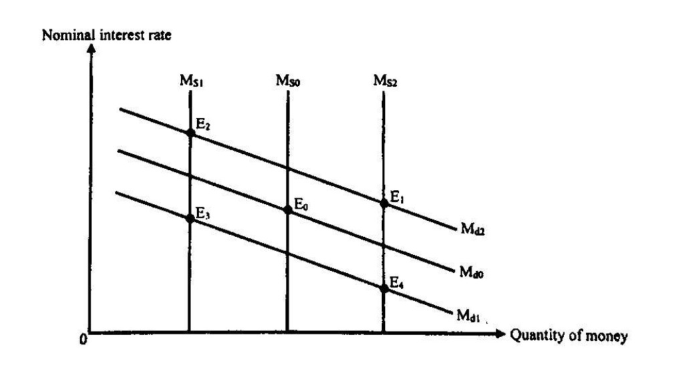 Nominal interest rate
MS1 MS0 MS2
E2
E1
E0
E3
Md2
Md0
E4
Md1
0
Quantity of money